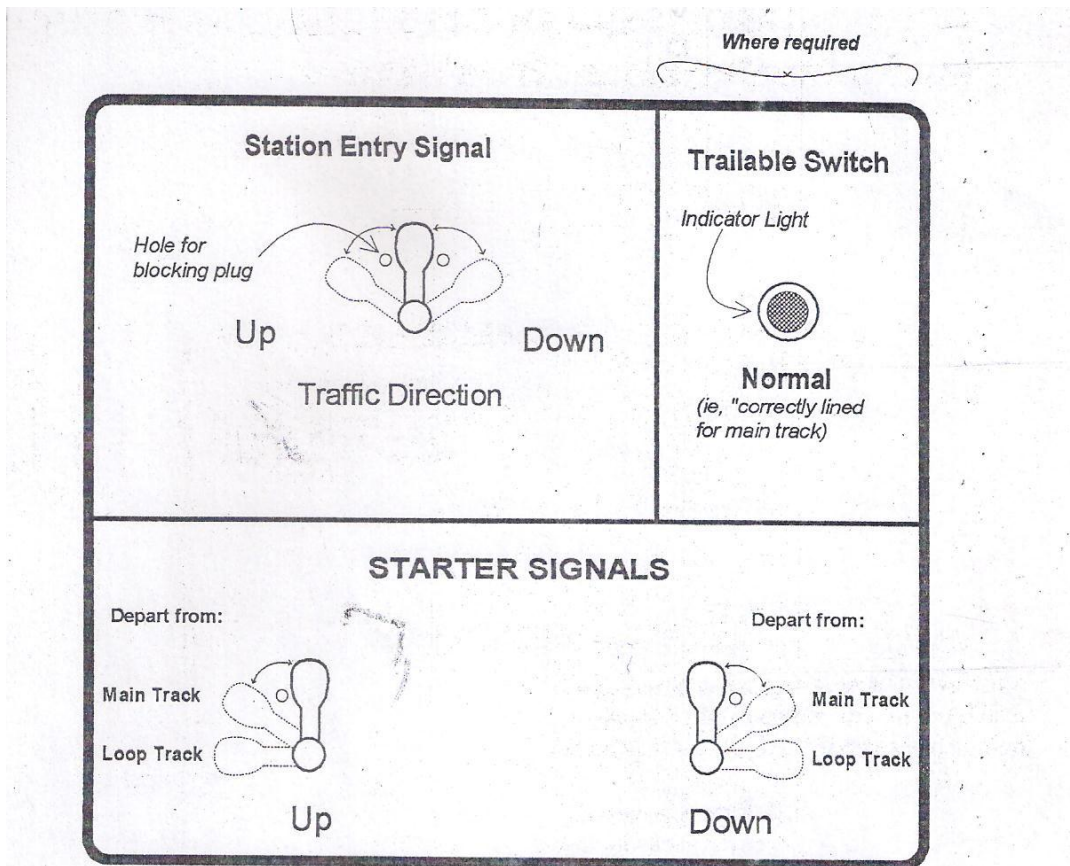 Where required
Station Entry Signal
Trailable Switch
Hole for
blocking plug
Indicator Light
Up
Down
Traffic Direction
Normal
(ie, "correctly lined
for main track)
STARTER SIGNALS
Depart from:
Depart from:
Main Track
Main Track
Loop Track
Loop Track
Up
Down